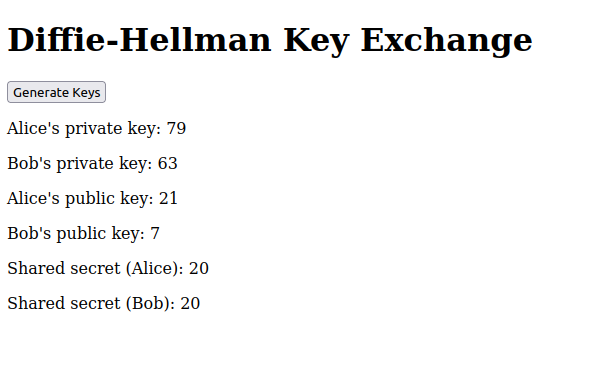 Diffie-Hellman Key Exchange
Generate Keys
Alice's private key: 79
Bob's private key: 63
Alice's public key: 21
Bob's public key: 7
Shared secret (Alice): 20
Shared secret (Bob): 20